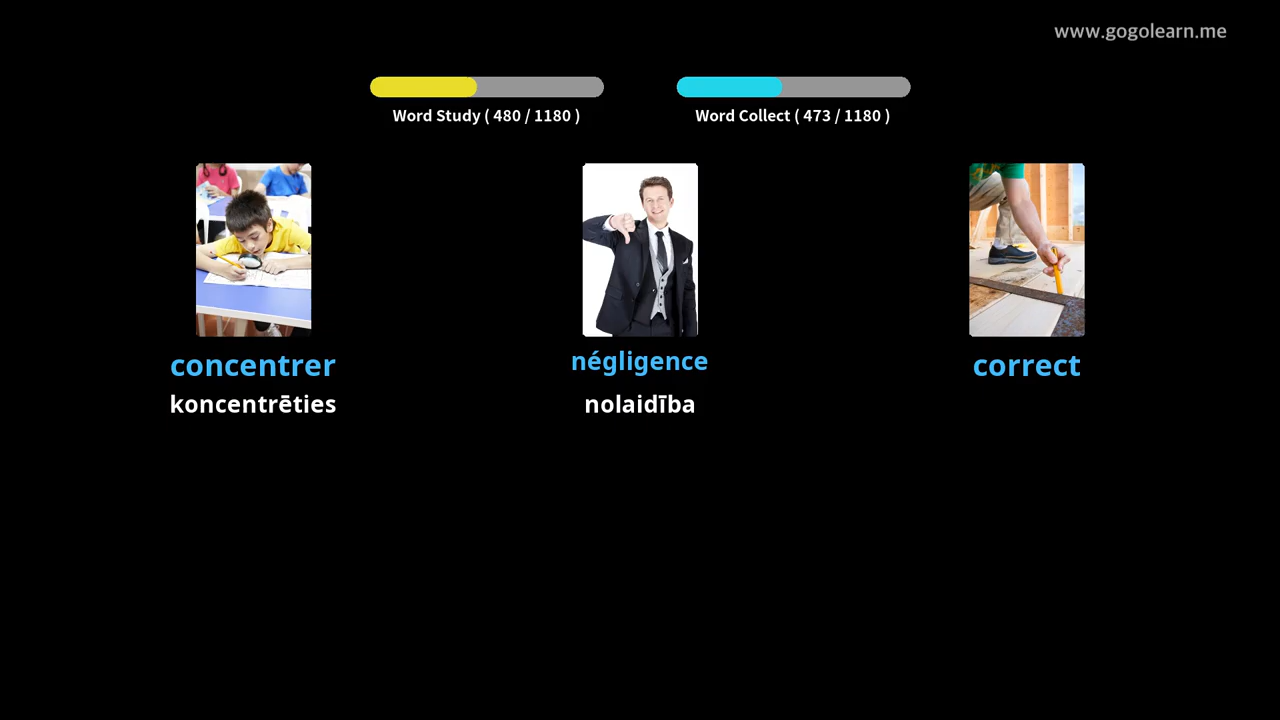 www.gogolearn.me
Word Study ( 480 / 1180 )
Word Collect ( 473 / 1180 )
concentrer
koncentrēties
négligence
nolaidība
correct